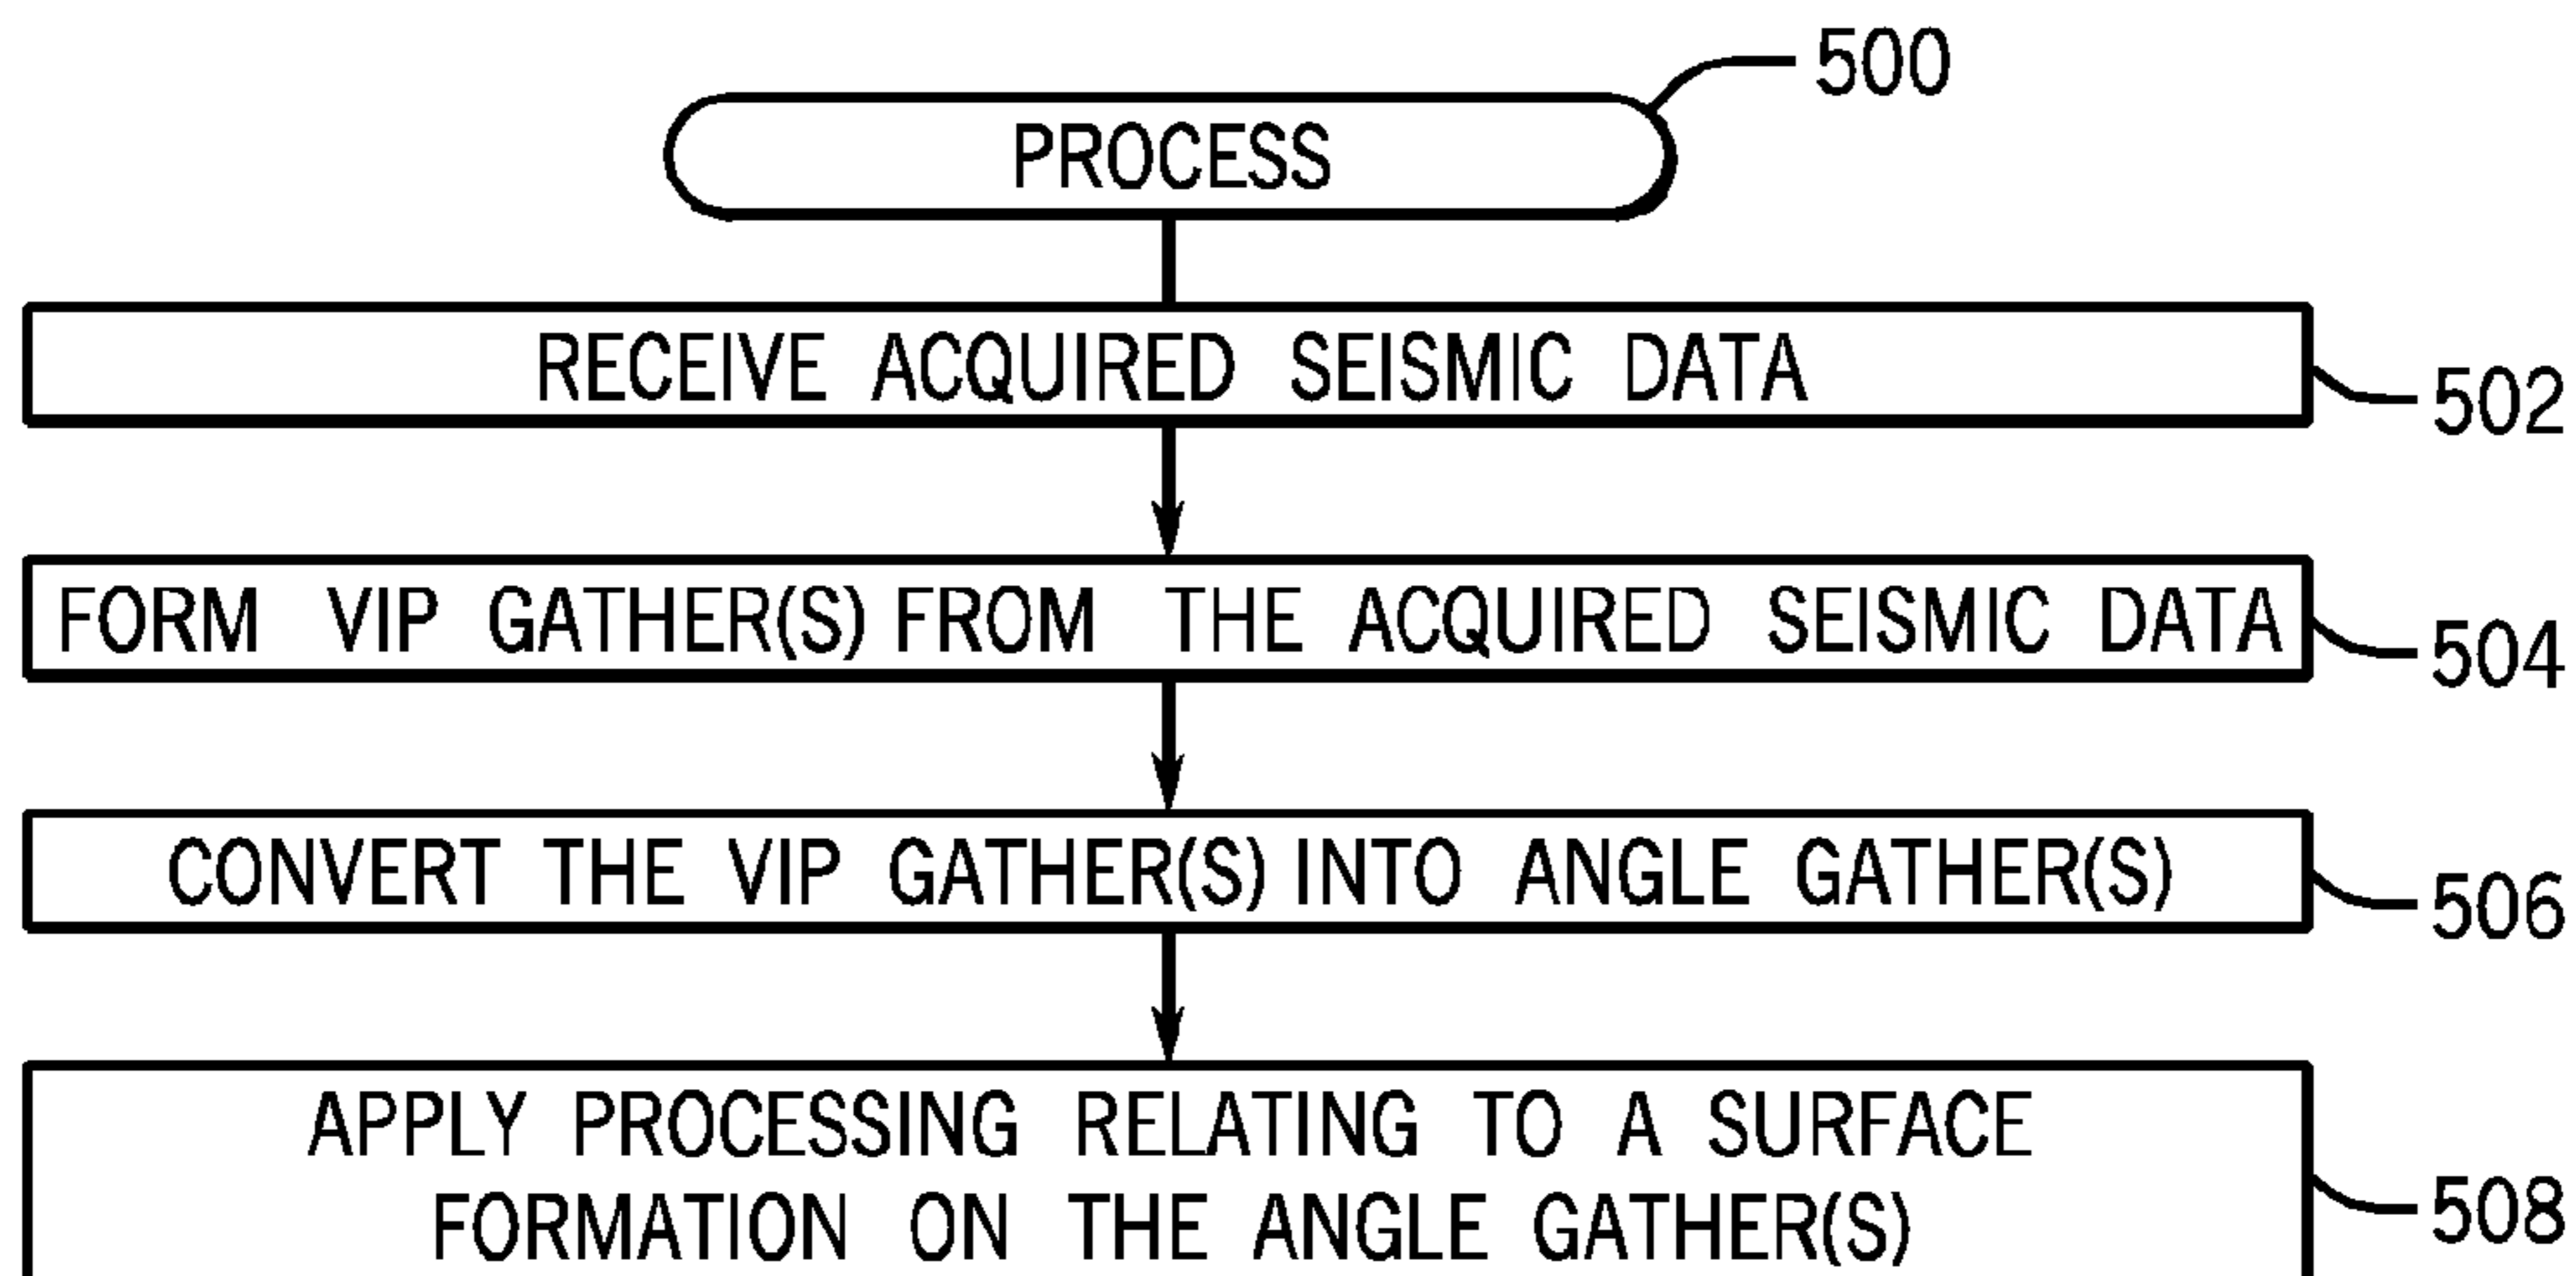 500
PROCESS
RECEIVE ACQUIRED SEISMIC DATA
502
FORM VIP GATHER(S) FROM THE ACQUIRED SEISMIC DATA
504
CONVERT THE VIP GATHER(S) INTO ANGLE GATHER(S)
506
APPLY PROCESSING RELATING TO A SURFACE
FORMATION ON THE ANGLE GATHER(S)
508